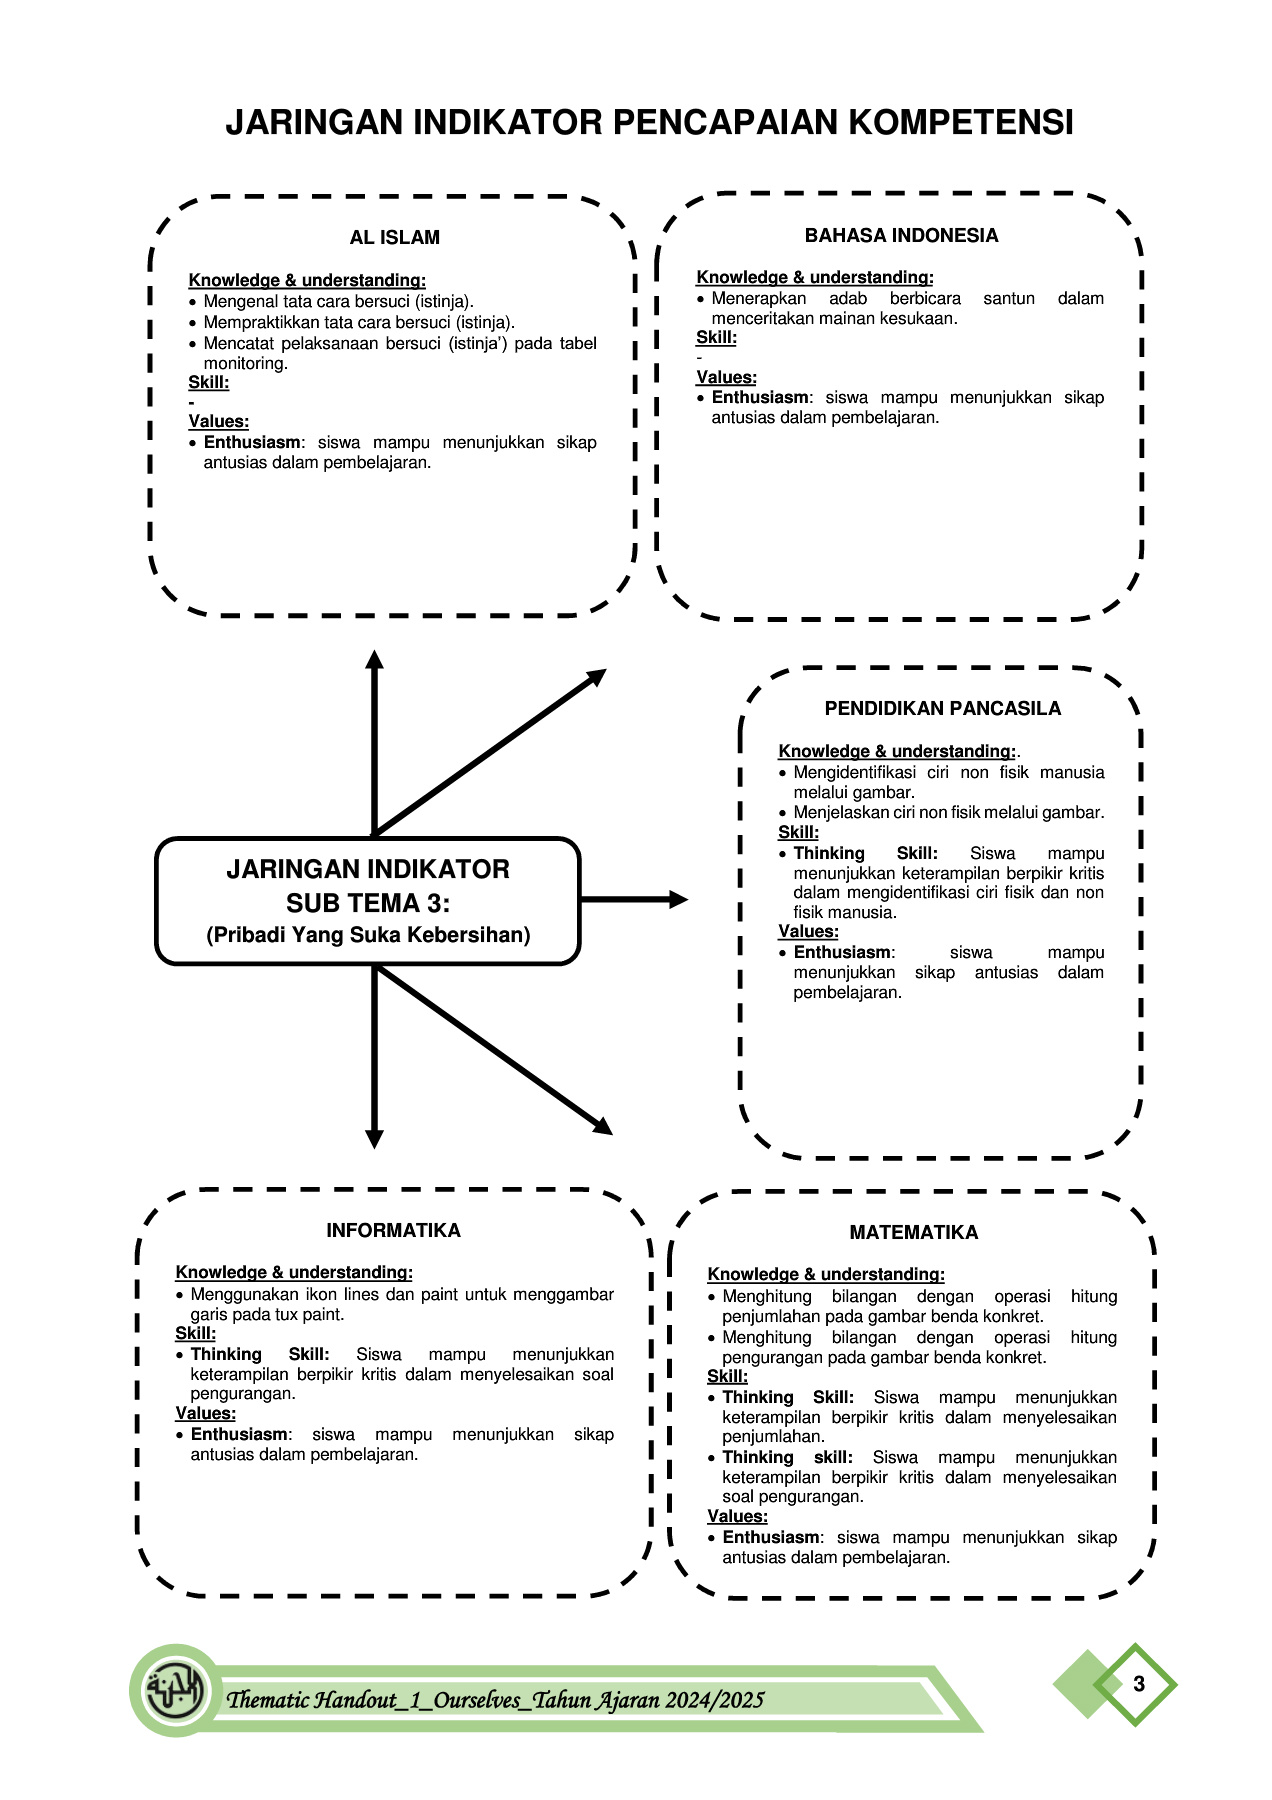 JARINGAN INDIKATOR PENCAPAIAN KOMPETENSI
AL ISLAM
Knowledge & understanding:
• Mengenal tata cara bersuci (istinja).
• Mempraktikkan tata cara bersuci (istinja).
• Mencatat pelaksanaan bersuci (istinja') pada tabel
monitoring.
Skill:
-
Values:
• Enthusiasm: siswa mampu menunjukkan sikap
antusias dalam pembelajaran.
BAHASA INDONESIA
Knowledge & understanding:
• Menerapkan adab berbicara santun dalam
menceritakan mainan kesukaan.
Skill:
-
Values:
• Enthusiasm: siswa mampu menunjukkan sikap
antusias dalam pembelajaran.
PENDIDIKAN PANCASILA
Knowledge & understanding:.
• Mengidentifikasi ciri non fisik manusia
melalui gambar.
• Menjelaskan ciri non fisik melalui gambar.
Skill:
• Thinking Skill: Siswa mampu
menunjukkan keterampilan berpikir kritis
dalam mengidentifikasi ciri fisik dan non
fisik manusia.
Values:
• Enthusiasm: siswa mampu
menunjukkan sikap antusias dalam
pembelajaran.
JARINGAN INDIKATOR
SUB TEMA 3:
(Pribadi Yang Suka Kebersihan)
INFORMATIKA
Knowledge & understanding:
• Menggunakan ikon lines dan paint untuk menggambar
garis pada tux paint.
Skill:
• Thinking Skill: Siswa mampu menunjukkan
keterampilan berpikir kritis dalam menyelesaikan soal
pengurangan.
Values:
• Enthusiasm: siswa mampu menunjukkan sikap
antusias dalam pembelajaran.
MATEMATIKA
Knowledge & understanding:
• Menghitung bilangan dengan operasi hitung
penjumlahan pada gambar benda konkret.
• Menghitung bilangan dengan operasi hitung
pengurangan pada gambar benda konkret.
Skill:
• Thinking Skill: Siswa mampu menunjukkan
keterampilan berpikir kritis dalam menyelesaikan
penjumlahan.
• Thinking skill: Siswa mampu menunjukkan
keterampilan berpikir kritis dalam menyelesaikan
soal pengurangan.
Values:
• Enthusiasm: siswa mampu menunjukkan sikap
antusias dalam pembelajaran.
Thematic Handout_1_Ourselves_Tahun Ajaran 2024/2025
3